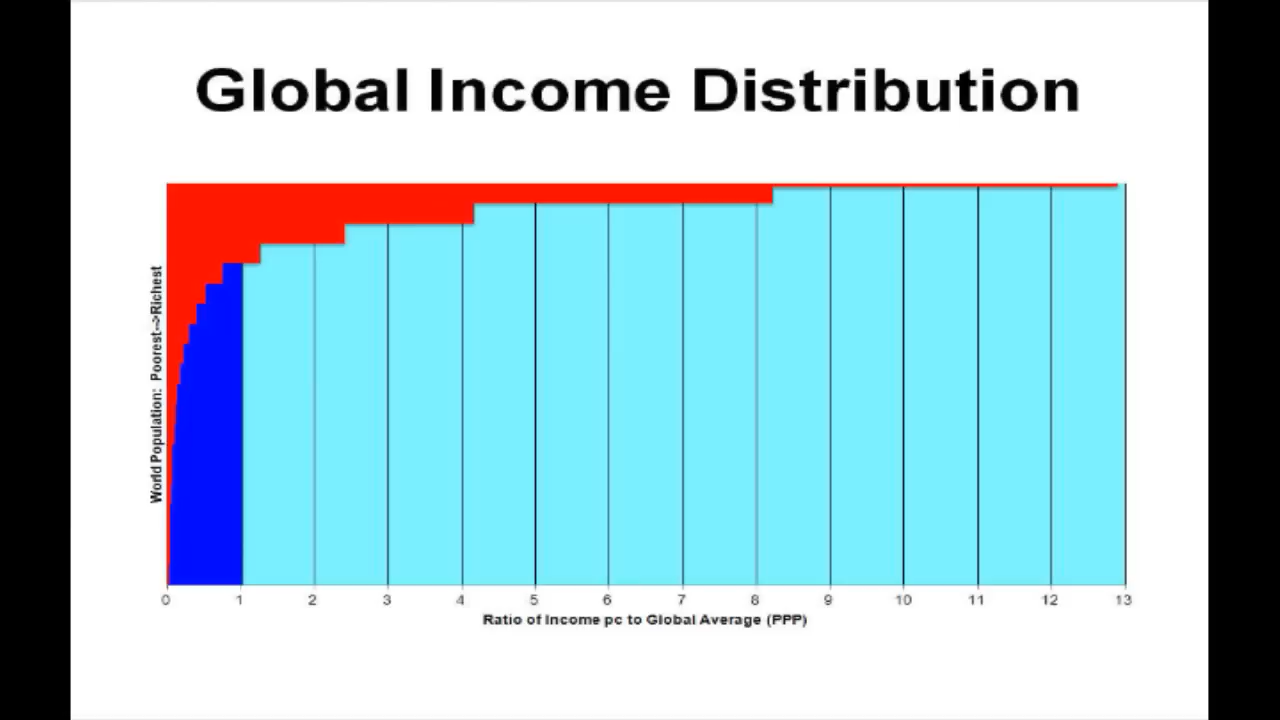 Global Income Distribution
World Population: Poorest-->Richest
0 1 2 3 4 5 6 7 8 9 10 11 12 13
Ratio of Income pc to Global Average (PPP)